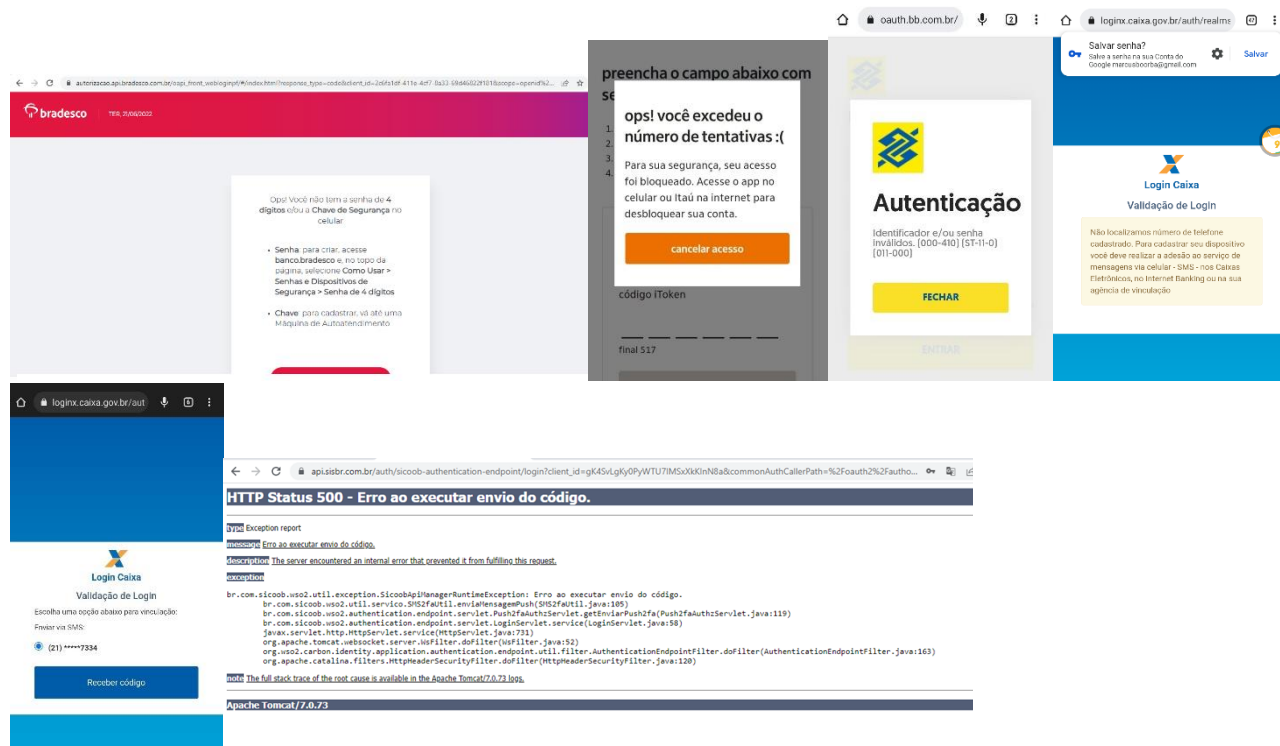 autorizacao.api.bradesco.com.br/oapi_front_webloginpf/#/index.html?response_type=code&client_id=
bradesco
TER, 21/06/2022
Ops! Você não tem a senha de 4
dígitos e/ou a Chave de Segurança no
celular
• Senha: para criar, acesse
banco.bradesco e, no topo da
página, selecione Como Usar >
Senhas e Dispositivos de
Segurança > Senha de 4 dígitos
• Chave: para cadastrar, vá até uma
Máquina de Autoatendimento
preencha o campo abaixo com
se
1.
2.
3.
4.
ops! você excedeu o
número de tentativas :(
Para sua segurança, seu acesso
foi bloqueado. Acesse o app no
celular ou Itaú na internet para
desbloquear sua conta.
cancelar acesso
código iToken
final 517
oauth.bb.com.br/
2
Autenticação
Identificador e/ou senha
inválidos. [000-410] [ST-11-0]
[011-000]
FECHAR
ENTRAR
loginx.caixa.gov.br/auth/realms
47
Salvar senha?
Salve a senha na sua Conta do
Google marcusboorba@gmail.com
Salvar
9
X
Login Caixa
Validação de Login
Não localizamos número de telefone
cadastrado. Para cadastrar seu dispositivo
você deve realizar a adesão ao serviço de
mensagens via celular - SMS - nos Caixas
Eletrônicos, no Internet Banking ou na sua
agência de vinculação
loginx.caixa.gov.br/aut
6
X
Login Caixa
Validação de Login
Escolha uma opção abaixo para vinculação:
Enviar via SMS:
(21) *****7334
Receber código
api.sisbr.com.br/auth/sicoob-authentication-endpoint/login?client_id=gK4SvLgKy0PyWTU7IMSxXkKInN8a&commonAuthCallerPath=%2Foauth2%2Fautho...
HTTP Status 500 - Erro ao executar envio do código.
type Exception report
message Erro ao executar envio do código.
description The server encountered an internal error that prevented it from fulfilling this request.
exception
br.com.sicoob.wso2.util.exception.SicoobApiManagerRuntimeException: Erro ao executar envio do código.
br.com.sicoob.wso2.util.servico.SMS2faUtil.enviaMensagemPush(SMS2faUtil.java:105)
br.com.sicoob.wso2.authentication.endpoint.servlet.Push2faAuthzServlet.getEnviarPush2fa(Push2faAuthzServlet.java:119)
br.com.sicoob.wso2.authentication.endpoint.servlet.LoginServlet.service(LoginServlet.java:58)
javax.servlet.http.HttpServlet.service(HttpServlet.java:731)
org.apache.tomcat.websocket.server.WsFilter.doFilter(WsFilter.java:52)
org.wso2.carbon.identity.application.authentication.endpoint.util.filter.AuthenticationEndpointFilter.doFilter(AuthenticationEndpointFilter.java:163)
org.apache.catalina.filters.HttpHeaderSecurityFilter.doFilter(HttpHeaderSecurityFilter.java:120)
note The full stack trace of the root cause is available in the Apache Tomcat/7.0.73 logs.
Apache Tomcat/7.0.73